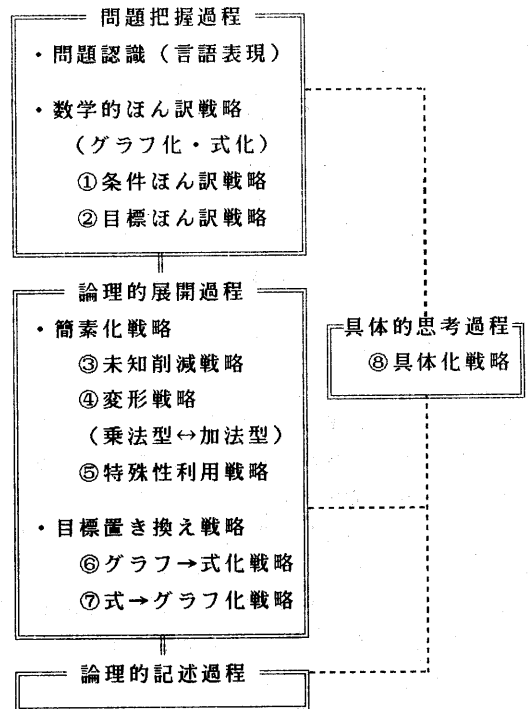 問題把握過程
・問題認識（言語表現）
・数学的ほん訳戦略
（グラフ化・式化）
①条件ほん訳戦略
②目標ほん訳戦略
論理的展開過程
・簡素化戦略
③未知削減戦略
④変形戦略
（乗法型↔加法型）
⑤特殊性利用戦略
・目標置き換え戦略
⑥グラフ→式化戦略
⑦式→グラフ化戦略
論理的記述過程
具体的思考過程
⑧具体化戦略